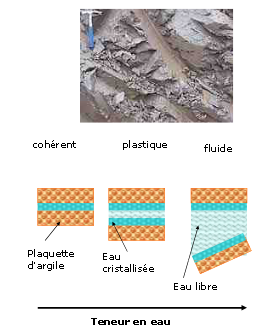 cohérent plastique fluide
Plaquette
d'argile
Eau
cristallisée
Eau libre
Teneur en eau